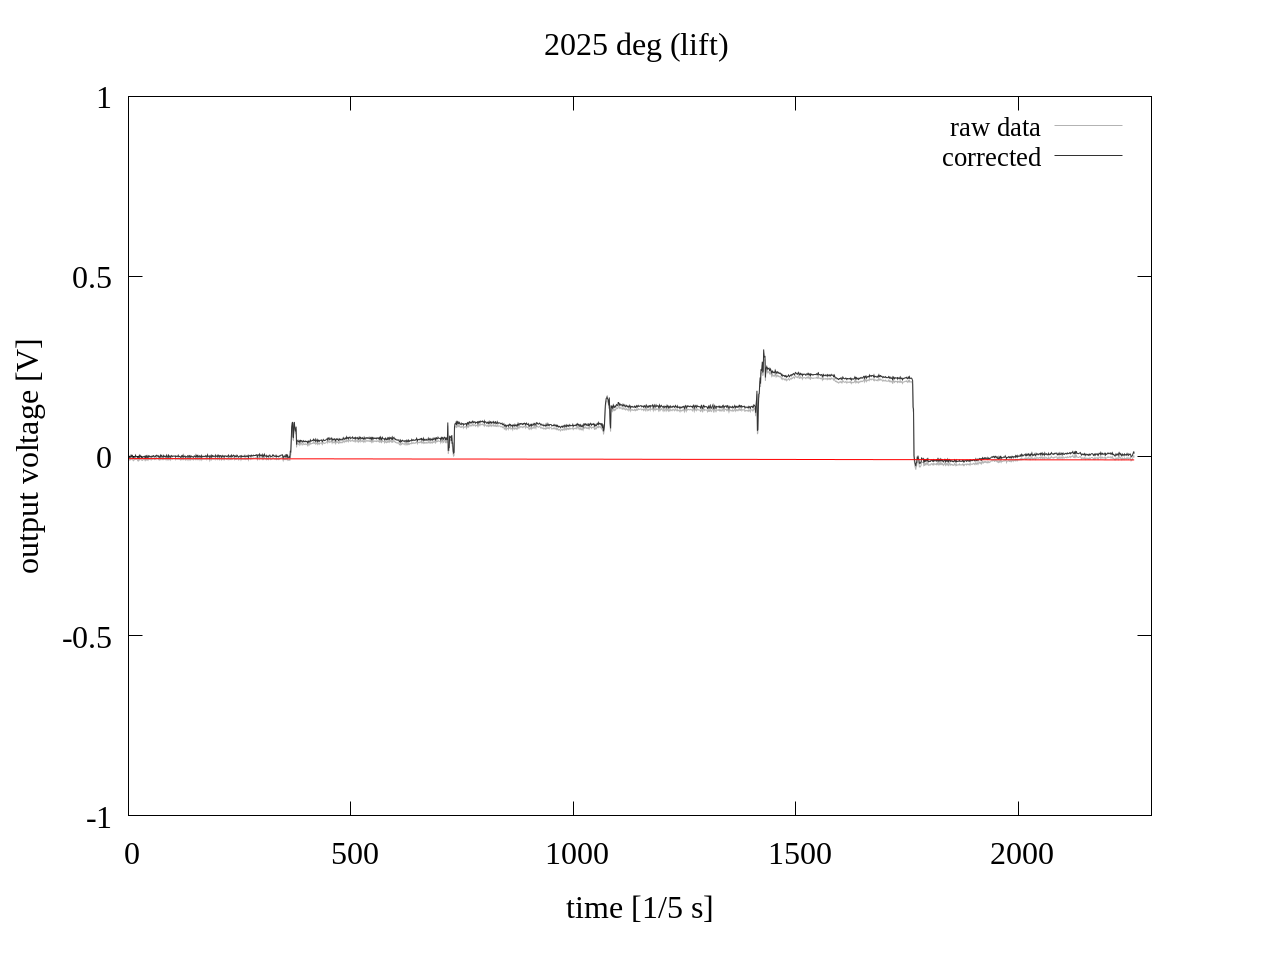 2025 deg (lift)
1
raw data
corrected
0.5
0
-0.5
-1
output voltage [V]
0 500 1000 1500 2000
time [1/5 s]